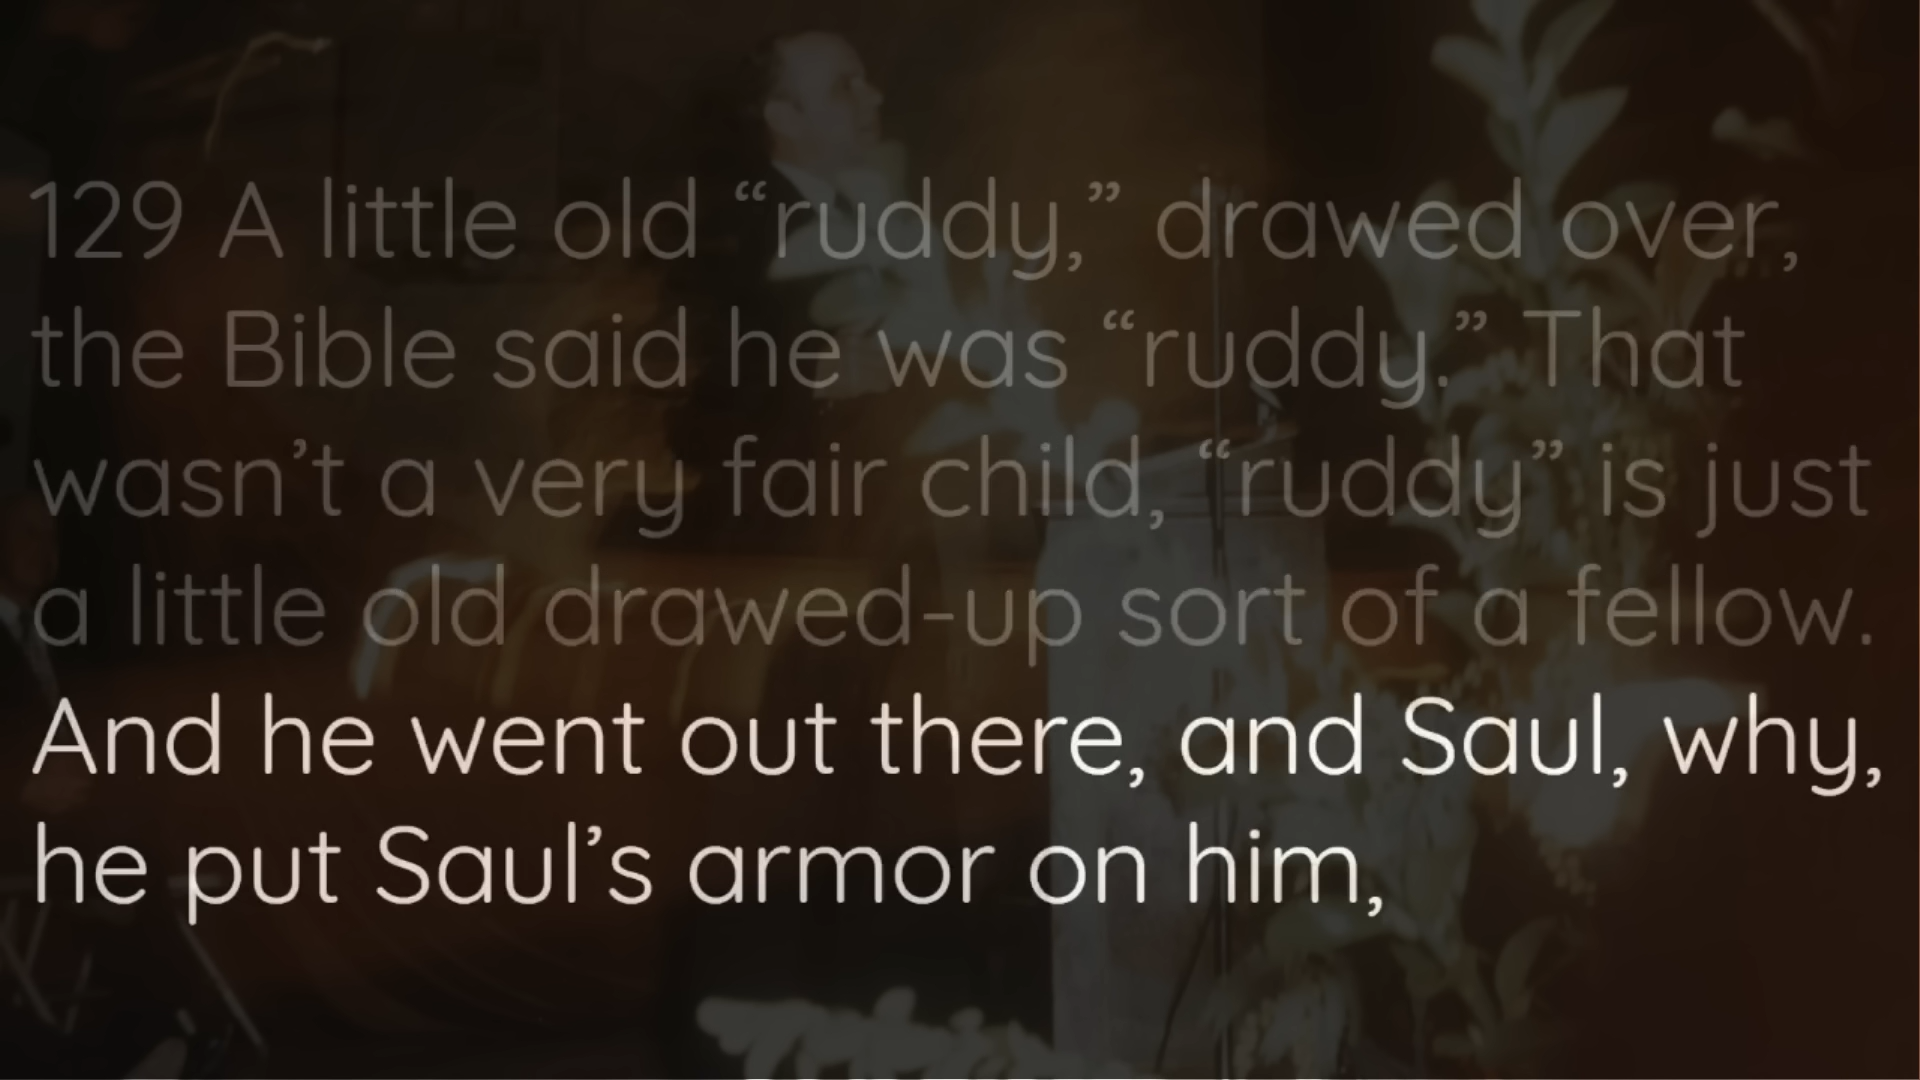 129 A little old “ruddy,” drawed over,
the Bible said he was “ruddy.” That
wasn’t a very fair child, “ruddy” is just
a little old drawed-up sort of a fellow.
And he went out there, and Saul, why,
he put Saul’s armor on him,